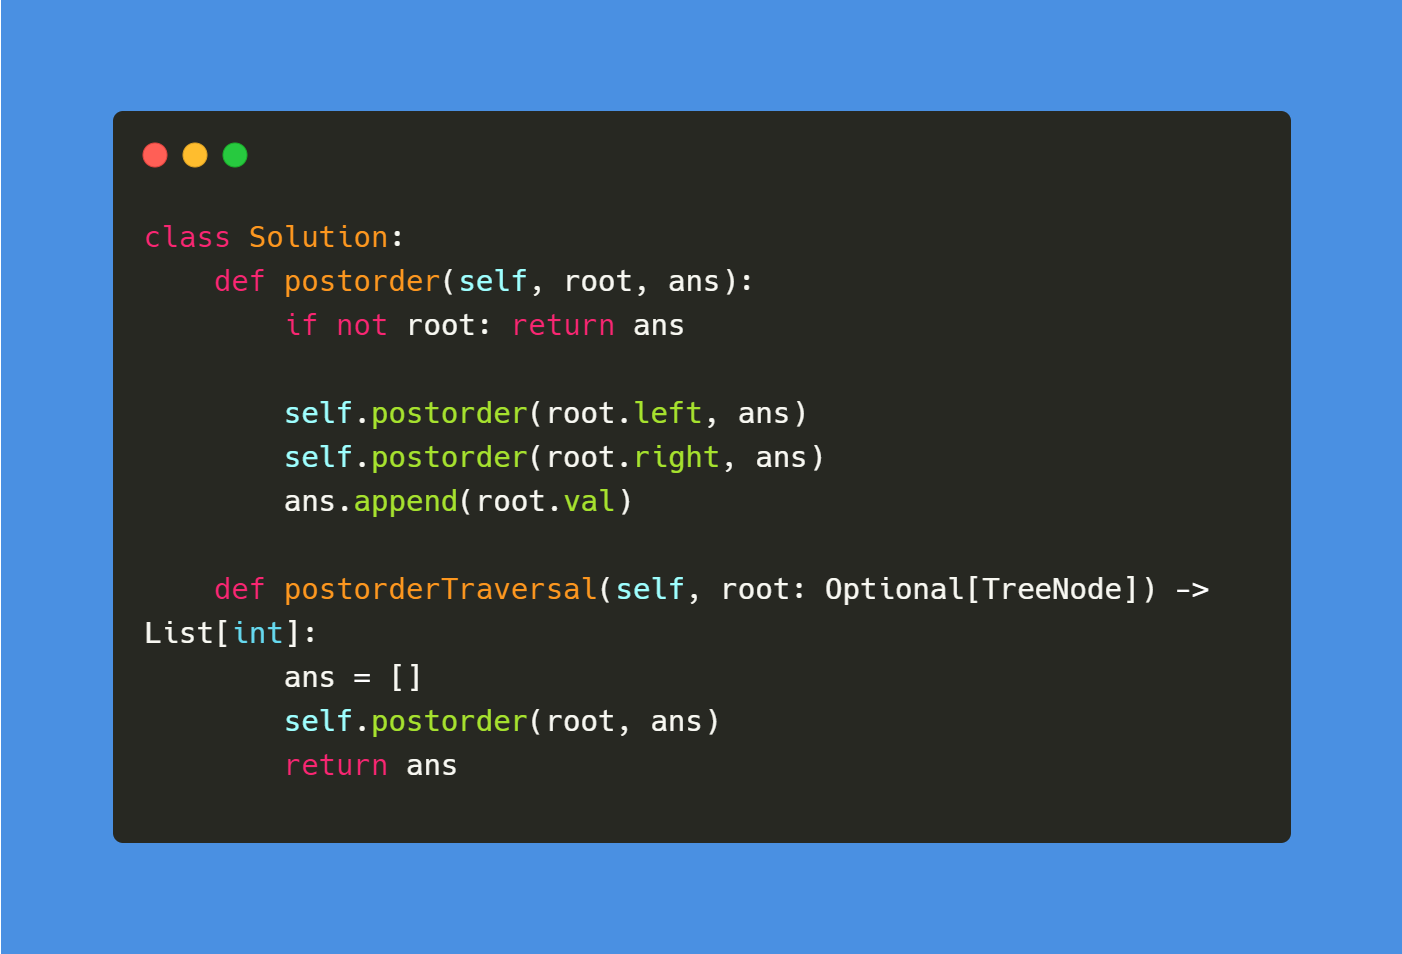 class Solution:
    def postorder(self, root, ans):
        if not root: return ans

        self.postorder(root.left, ans)
        self.postorder(root.right, ans)
        ans.append(root.val)

    def postorderTraversal(self, root: Optional[TreeNode]) ->
List[int]:
        ans = []
        self.postorder(root, ans)
        return ans